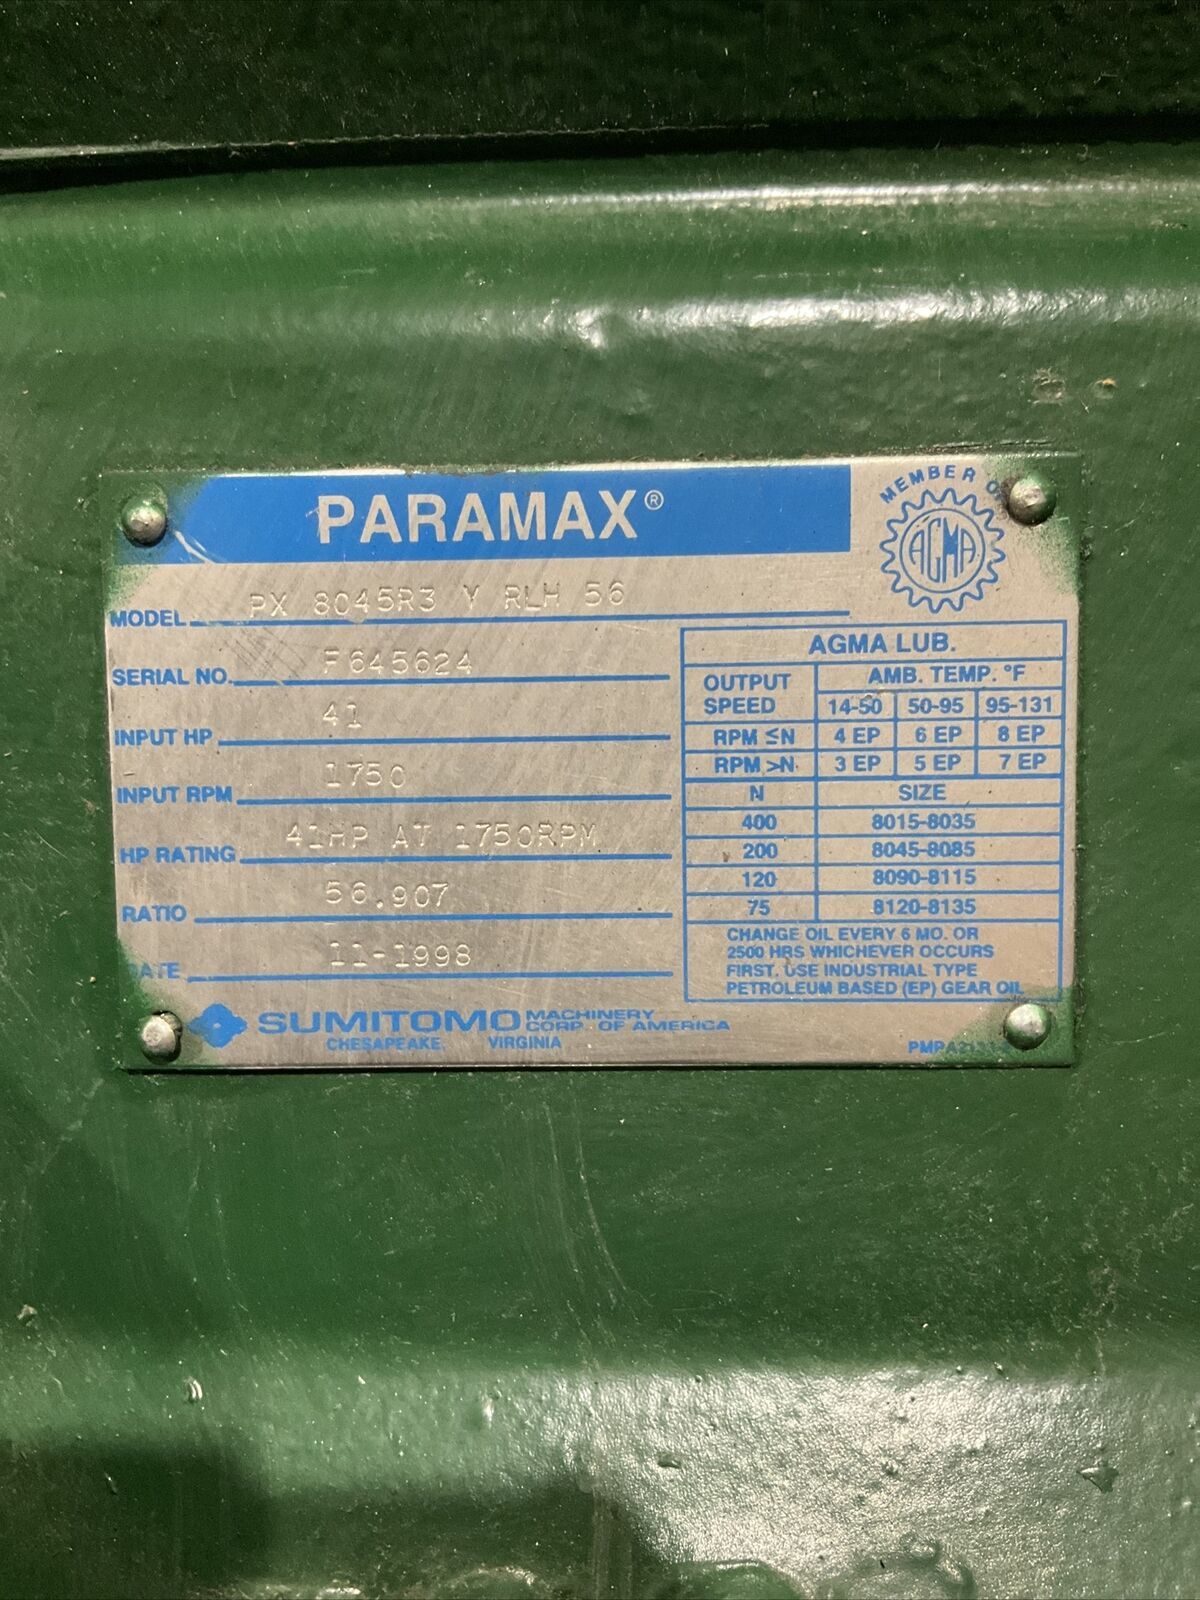 PARAMAX®
MEMBER O
AGMA
MODEL PX 8045R3 Y RLH 56
SERIAL NO. F645624
INPUT HP 41
INPUT RPM 1750
HP RATING 41HP AT 1750RPM
RATIO 56.907
DATE 11-1998
AGMA LUB.
OUTPUT SPEED AMB. TEMP. °F
14-50 50-95 95-131
RPM ≤N 4 EP 6 EP 8 EP
RPM >N 3 EP 5 EP 7 EP
N SIZE
400 8015-8035
200 8045-8085
120 8090-8115
75 8120-8135
CHANGE OIL EVERY 6 MO. OR
2500 HRS WHICHEVER OCCURS
FIRST. USE INDUSTRIAL TYPE
PETROLEUM BASED (EP) GEAR OIL
SUMITOMO MACHINERY CORP. OF AMERICA
CHESAPEAKE, VIRGINIA